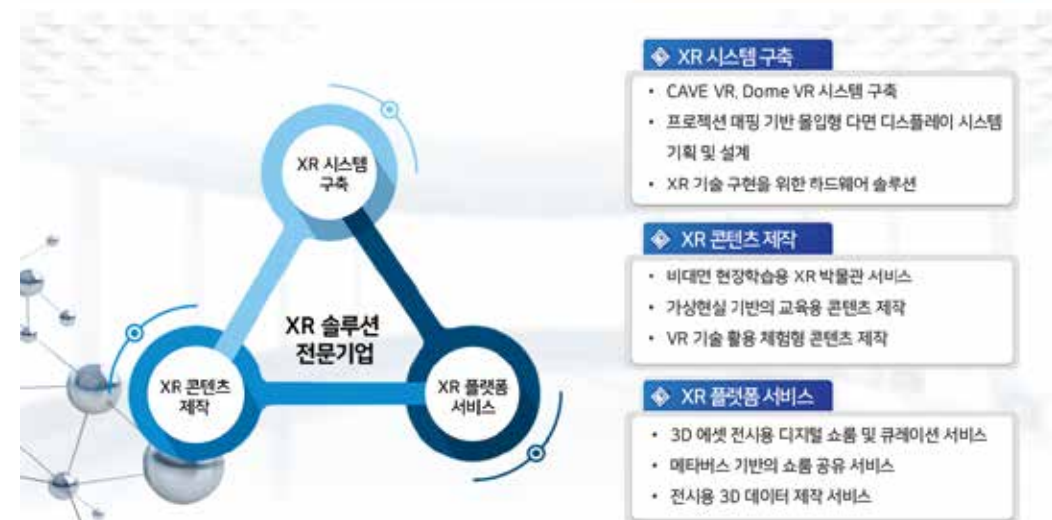 XR 시스템
구축
XR 솔루션
전문기업
XR 콘텐츠
제작
XR 플랫폼
서비스
XR 시스템 구축
• CAVE VR, Dome VR 시스템 구축
• 프로젝션 매핑 기반 몰입형 다면 디스플레이 시스템
기획 및 설계
• XR 기술 구현을 위한 하드웨어 솔루션
XR 콘텐츠 제작
• 비대면 현장학습용 XR 박물관 서비스
• 가상현실 기반의 교육용 콘텐츠 제작
• VR 기술 활용 체험형 콘텐츠 제작
XR 플랫폼 서비스
• 3D 에셋 전시용 디지털 쇼룸 및 큐레이션 서비스
• 메타버스 기반의 쇼룸 공유 서비스
• 전시용 3D 데이터 제작 서비스